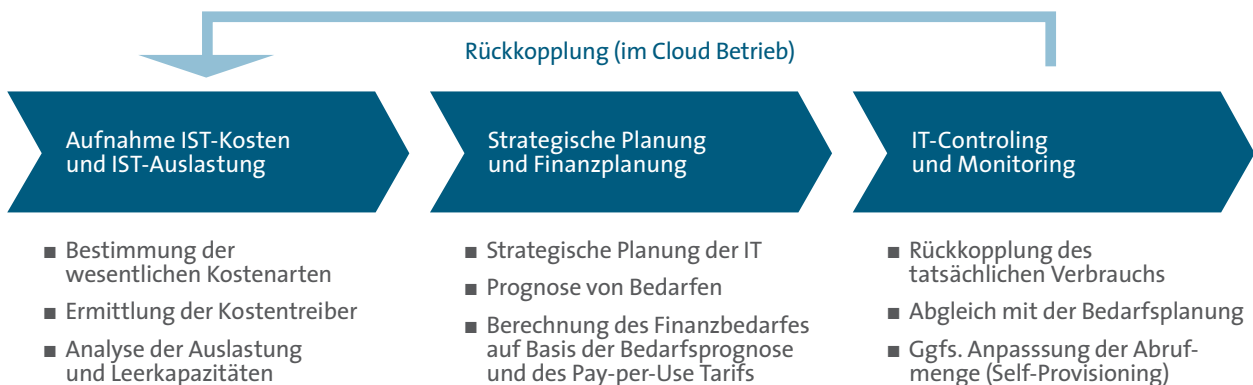 Rückkopplung (im Cloud Betrieb)
Aufnahme IST-Kosten
und IST-Auslastung
■ Bestimmung der
wesentlichen Kostenarten
■ Ermittlung der Kostentreiber
■ Analyse der Auslastung
und Leerkapazitäten
Strategische Planung
und Finanzplanung
■ Strategische Planung der IT
■ Prognose von Bedarfen
■ Berechnung des Finanzbedarfes
auf Basis der Bedarfsprognose
und des Pay-per-Use Tarifs
IT-Controling
und Monitoring
■ Rückkopplung des
tatsächlichen Verbrauchs
■ Abgleich mit der Bedarfsplanung
■ Ggfs. Anpasssung der Abruf-
menge (Self-Provisioning)